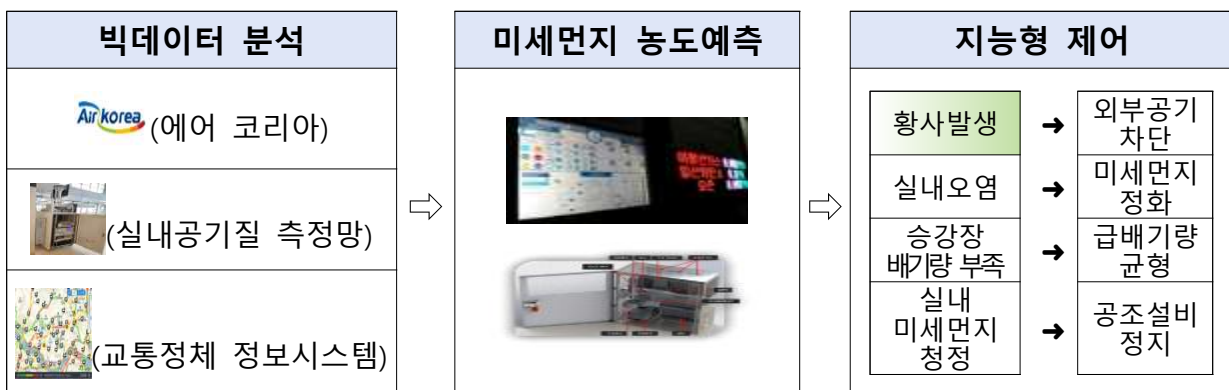 빅데이터 분석
Airkorea (에어 코리아)
(실내공기질 측정망)
(교통정체 정보시스템)
미세먼지 농도예측
지능형 제어
황사발생 → 외부공기
차단
실내오염 → 미세먼지
정화
승강장
배기량 부족 → 급배기량
균형
실내
미세먼지
청정 → 공조설비
정지